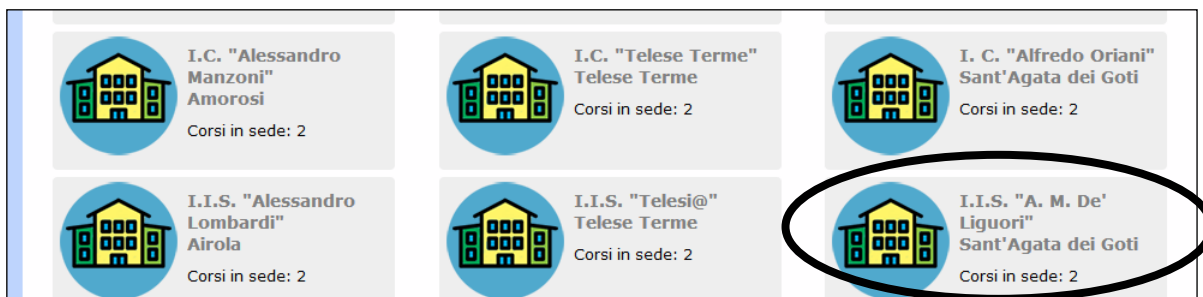 I.C. "Alessandro
Manzoni"
Amorosi
Corsi in sede: 2
I.C. "Telese Terme"
Telese Terme
Corsi in sede: 2
I. C. "Alfredo Oriani"
Sant'Agata dei Goti
Corsi in sede: 2
I.I.S. "Alessandro
Lombardi"
Airola
Corsi in sede: 2
I.I.S. "Telesi@"
Telese Terme
Corsi in sede: 2
I.I.S. "A. M. De'
Liguori"
Sant'Agata dei Goti
Corsi in sede: 2